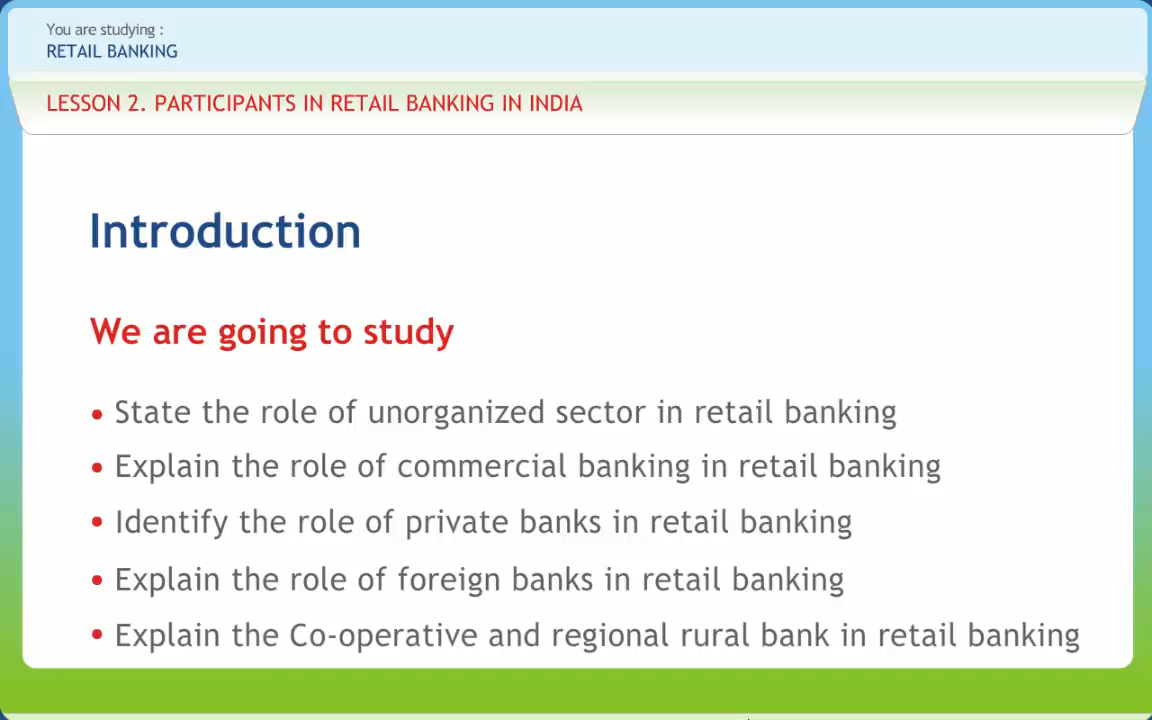 You are studying :
RETAIL BANKING
LESSON 2. PARTICIPANTS IN RETAIL BANKING IN INDIA
Introduction
We are going to study
• State the role of unorganized sector in retail banking
• Explain the role of commercial banking in retail banking
• Identify the role of private banks in retail banking
• Explain the role of foreign banks in retail banking
• Explain the Co-operative and regional rural bank in retail banking